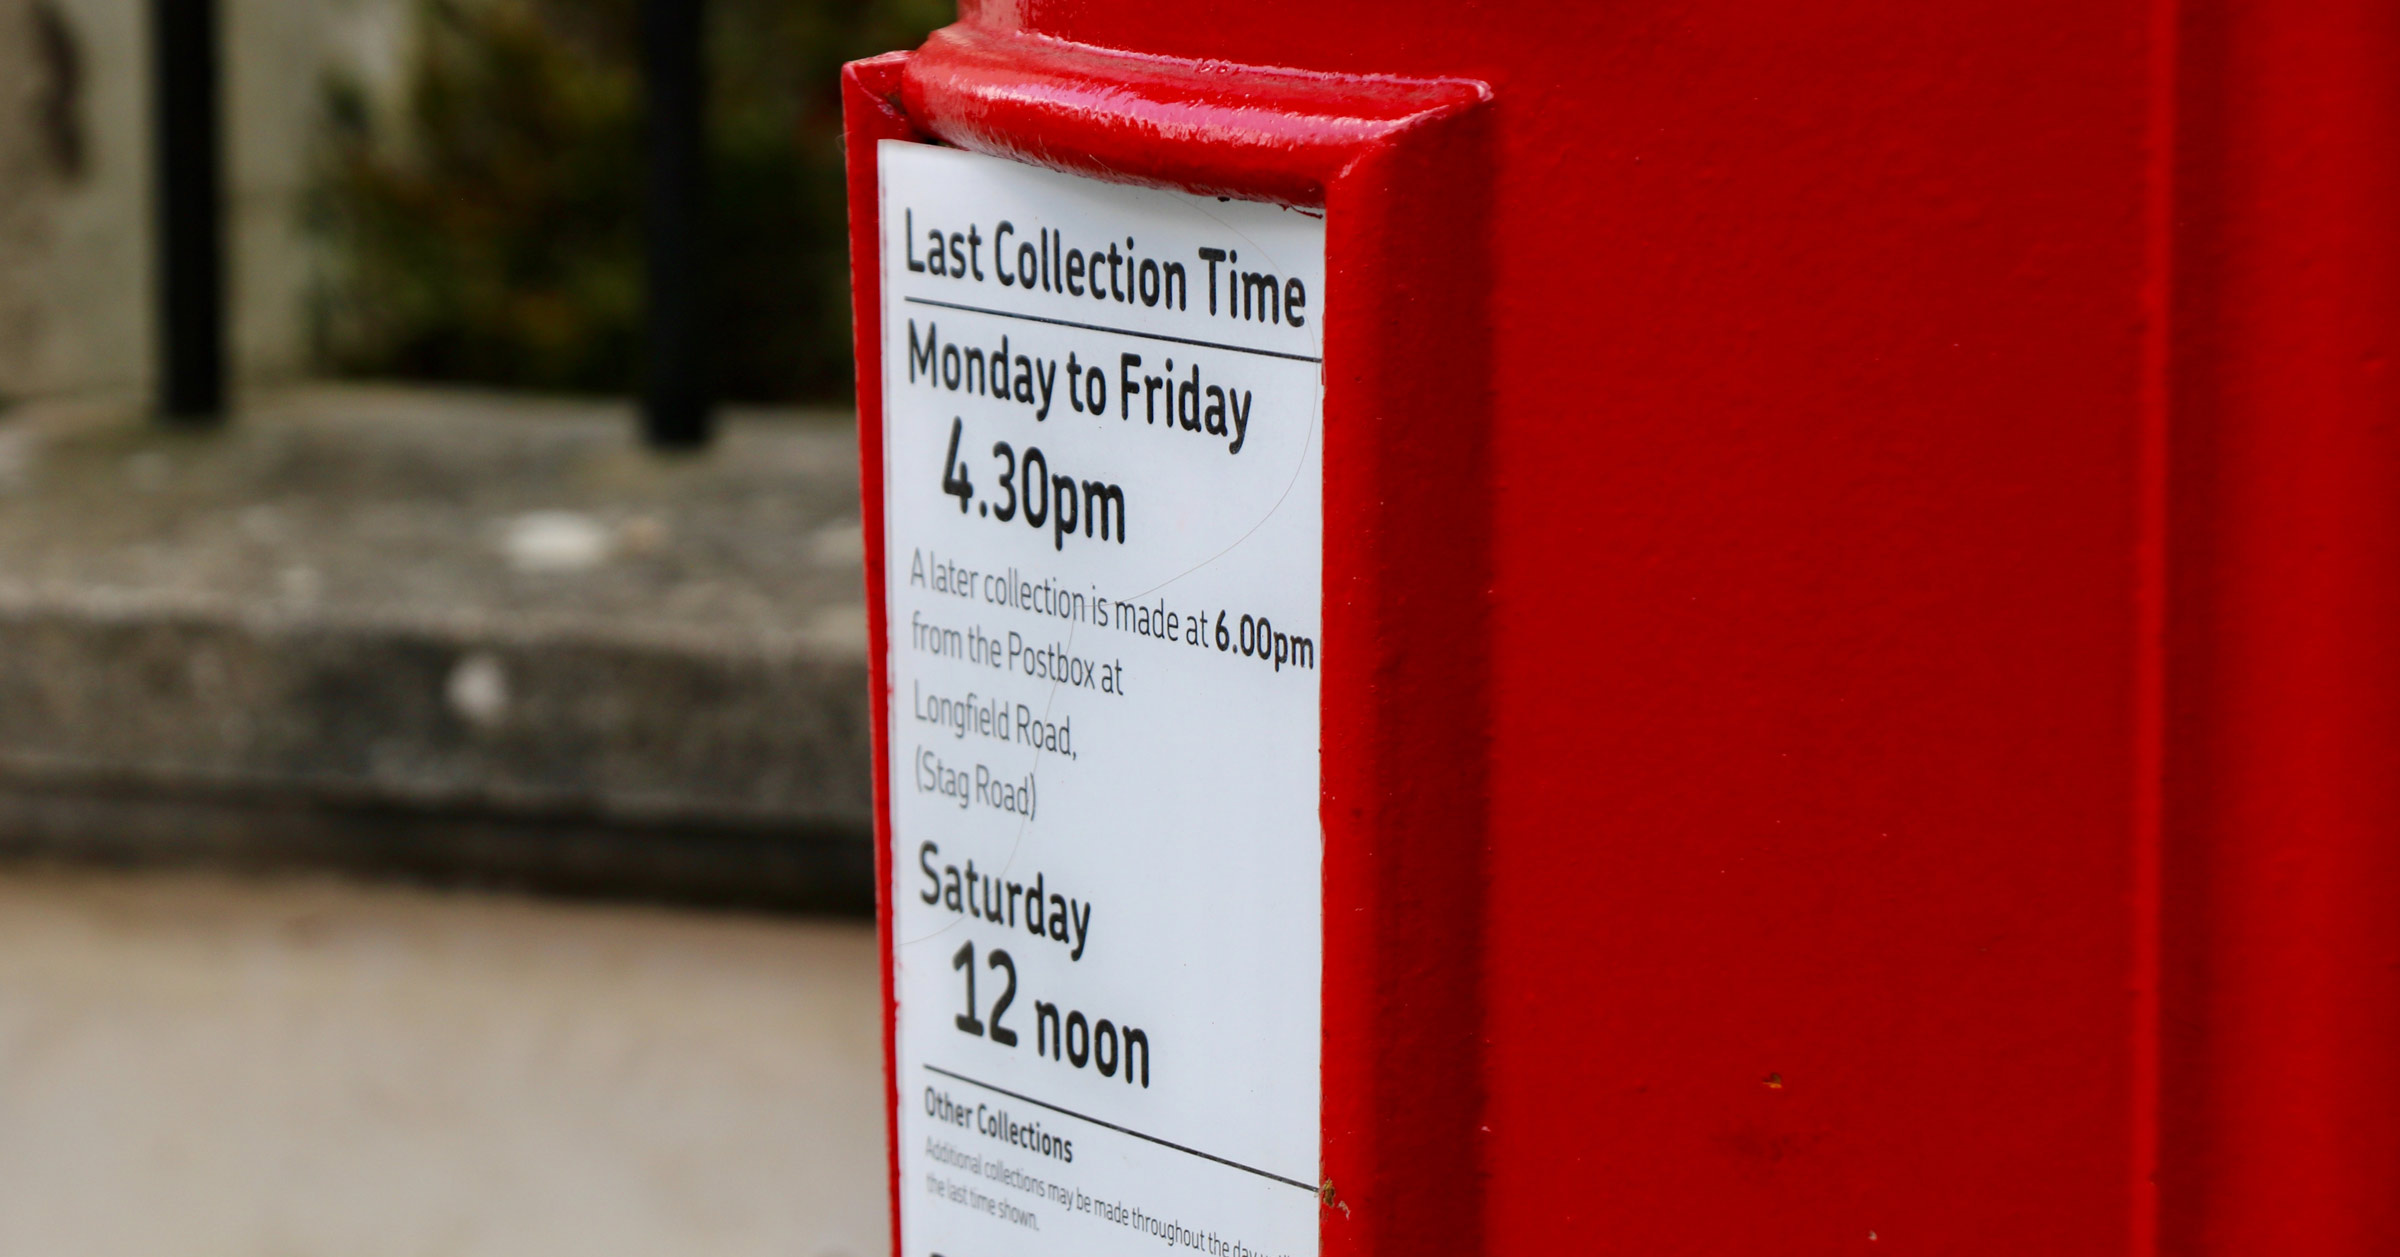 Last Collection Time
Monday to Friday
4.30pm
A later collection is made at 6.00pm
from the Postbox at
Longfield Road,
(Stag Road)
Saturday
12 noon
Other Collections
Additional collections may be made throughout the day
the last time shown.